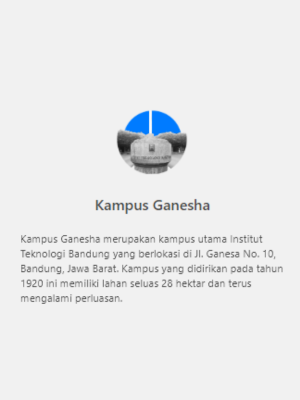 Kampus Ganesha
Kampus Ganesha merupakan kampus utama Institut
Teknologi Bandung yang berlokasi di Jl. Ganesa No. 10,
Bandung, Jawa Barat. Kampus yang didirikan pada tahun
1920 ini memiliki lahan seluas 28 hektar dan terus
mengalami perluasan.